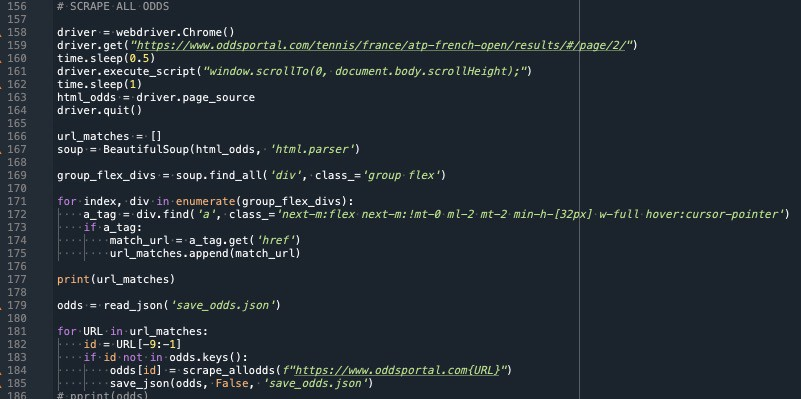 156 # SCRAPE ALL ODDS
157
158 driver = webdriver.Chrome()
159 driver.get("https://www.oddsportal.com/tennis/france/atp-french-open/results/#/page/2/")
160 time.sleep(0.5)
161 driver.execute_script("window.scrollTo(0, document.body.scrollHeight);")
162 time.sleep(1)
163 html_odds = driver.page_source
164 driver.quit()
165
166 url_matches = []
167 soup = BeautifulSoup(html_odds, 'html.parser')
168
169 group_flex_divs = soup.find_all('div', class_='group flex')
170
171 for index, div in enumerate(group_flex_divs):
172     a_tag = div.find('a', class_='next-m:flex next-m:!mt-0 ml-2 mt-2 min-h-[32px] w-full hover:cursor-pointer')
173     if a_tag:
174         match_url = a_tag.get('href')
175         url_matches.append(match_url)
176
177 print(url_matches)
178
179 odds = read_json('save_odds.json')
180
181 for URL in url_matches:
182     id = URL[-9:-1]
183     if id not in odds.keys():
184         odds[id] = scrape_allodds(f"https://www.oddsportal.com{URL}")
185         save_json(odds, False, 'save_odds.json')
186 # pprint(odds)